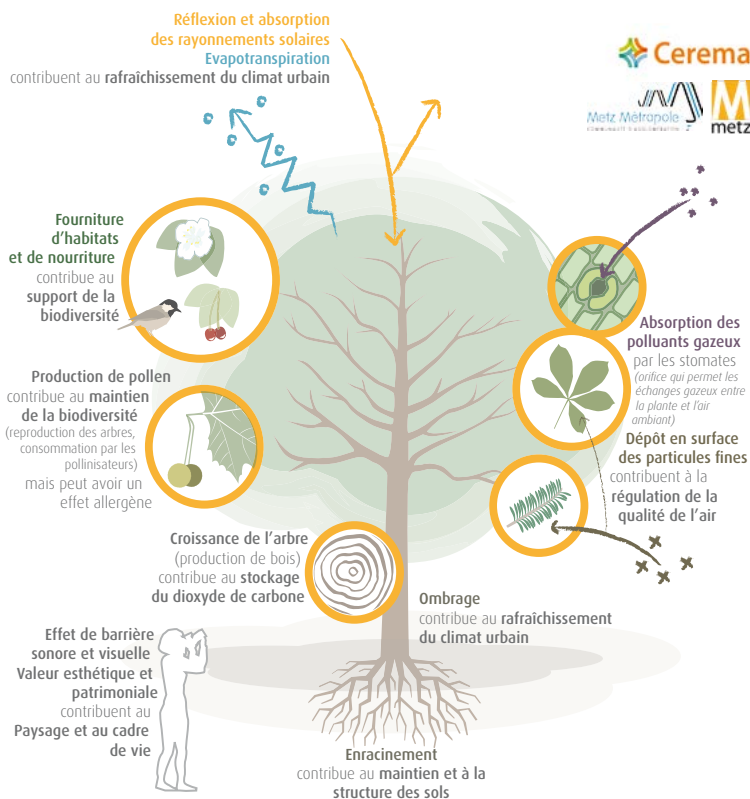 Réflexion et absorption
des rayonnements solaires
Evapotranspiration
contribuent au rafraîchissement du climat urbain
Cerema
Metz Métropole
COMMUNAUTÉ D'AGGLOMÉRATION
M
metz
Fourniture
d'habitats
et de nourriture
contribue au
support de la
biodiversité
Production de pollen
contribue au maintien
de la biodiversité
(reproduction des arbres,
consommation par les
pollinisateurs)
mais peut avoir un
effet allergène
Absorption des
polluants gazeux
par les stomates
(orifice qui permet les
échanges gazeux entre
la plante et l'air
ambiant)
Dépôt en surface
des particules fines
contribuent à la
régulation de la
qualité de l'air
Croissance de l'arbre
(production de bois)
contribue au stockage
du dioxyde de carbone
Ombrage
contribue au rafraîchissement
du climat urbain
Effet de barrière
sonore et visuelle
Valeur esthétique et
patrimoniale
contribuent au
Paysage et au cadre
de vie
Enracinement
contribue au maintien et à la
structure des sols